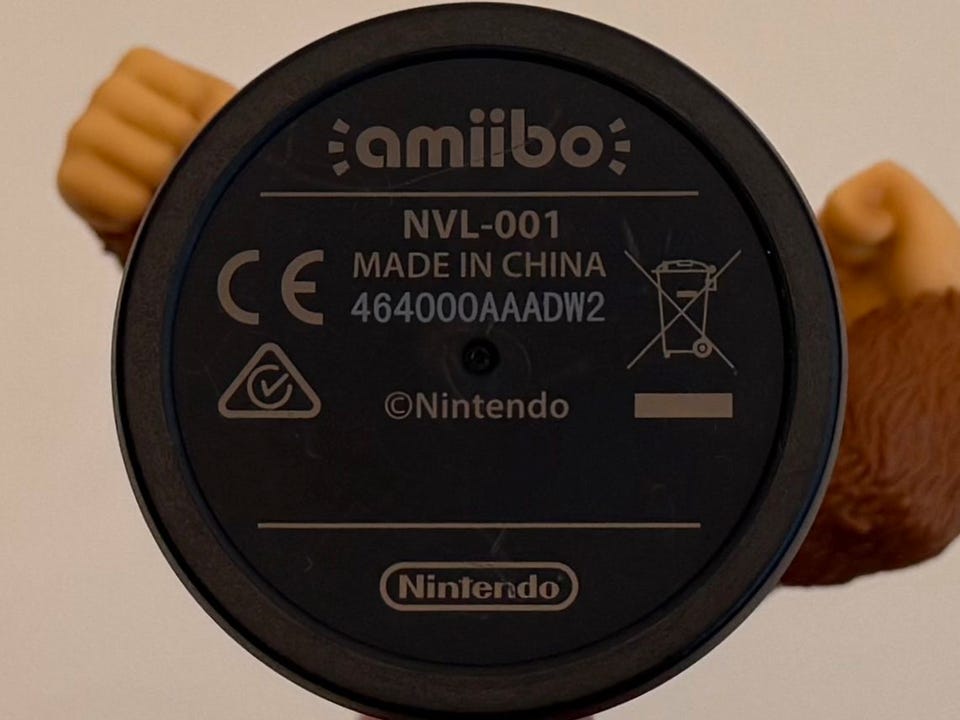 amiibo
NVL-001
CE
MADE IN CHINA
464000AAADW2
©Nintendo
Nintendo